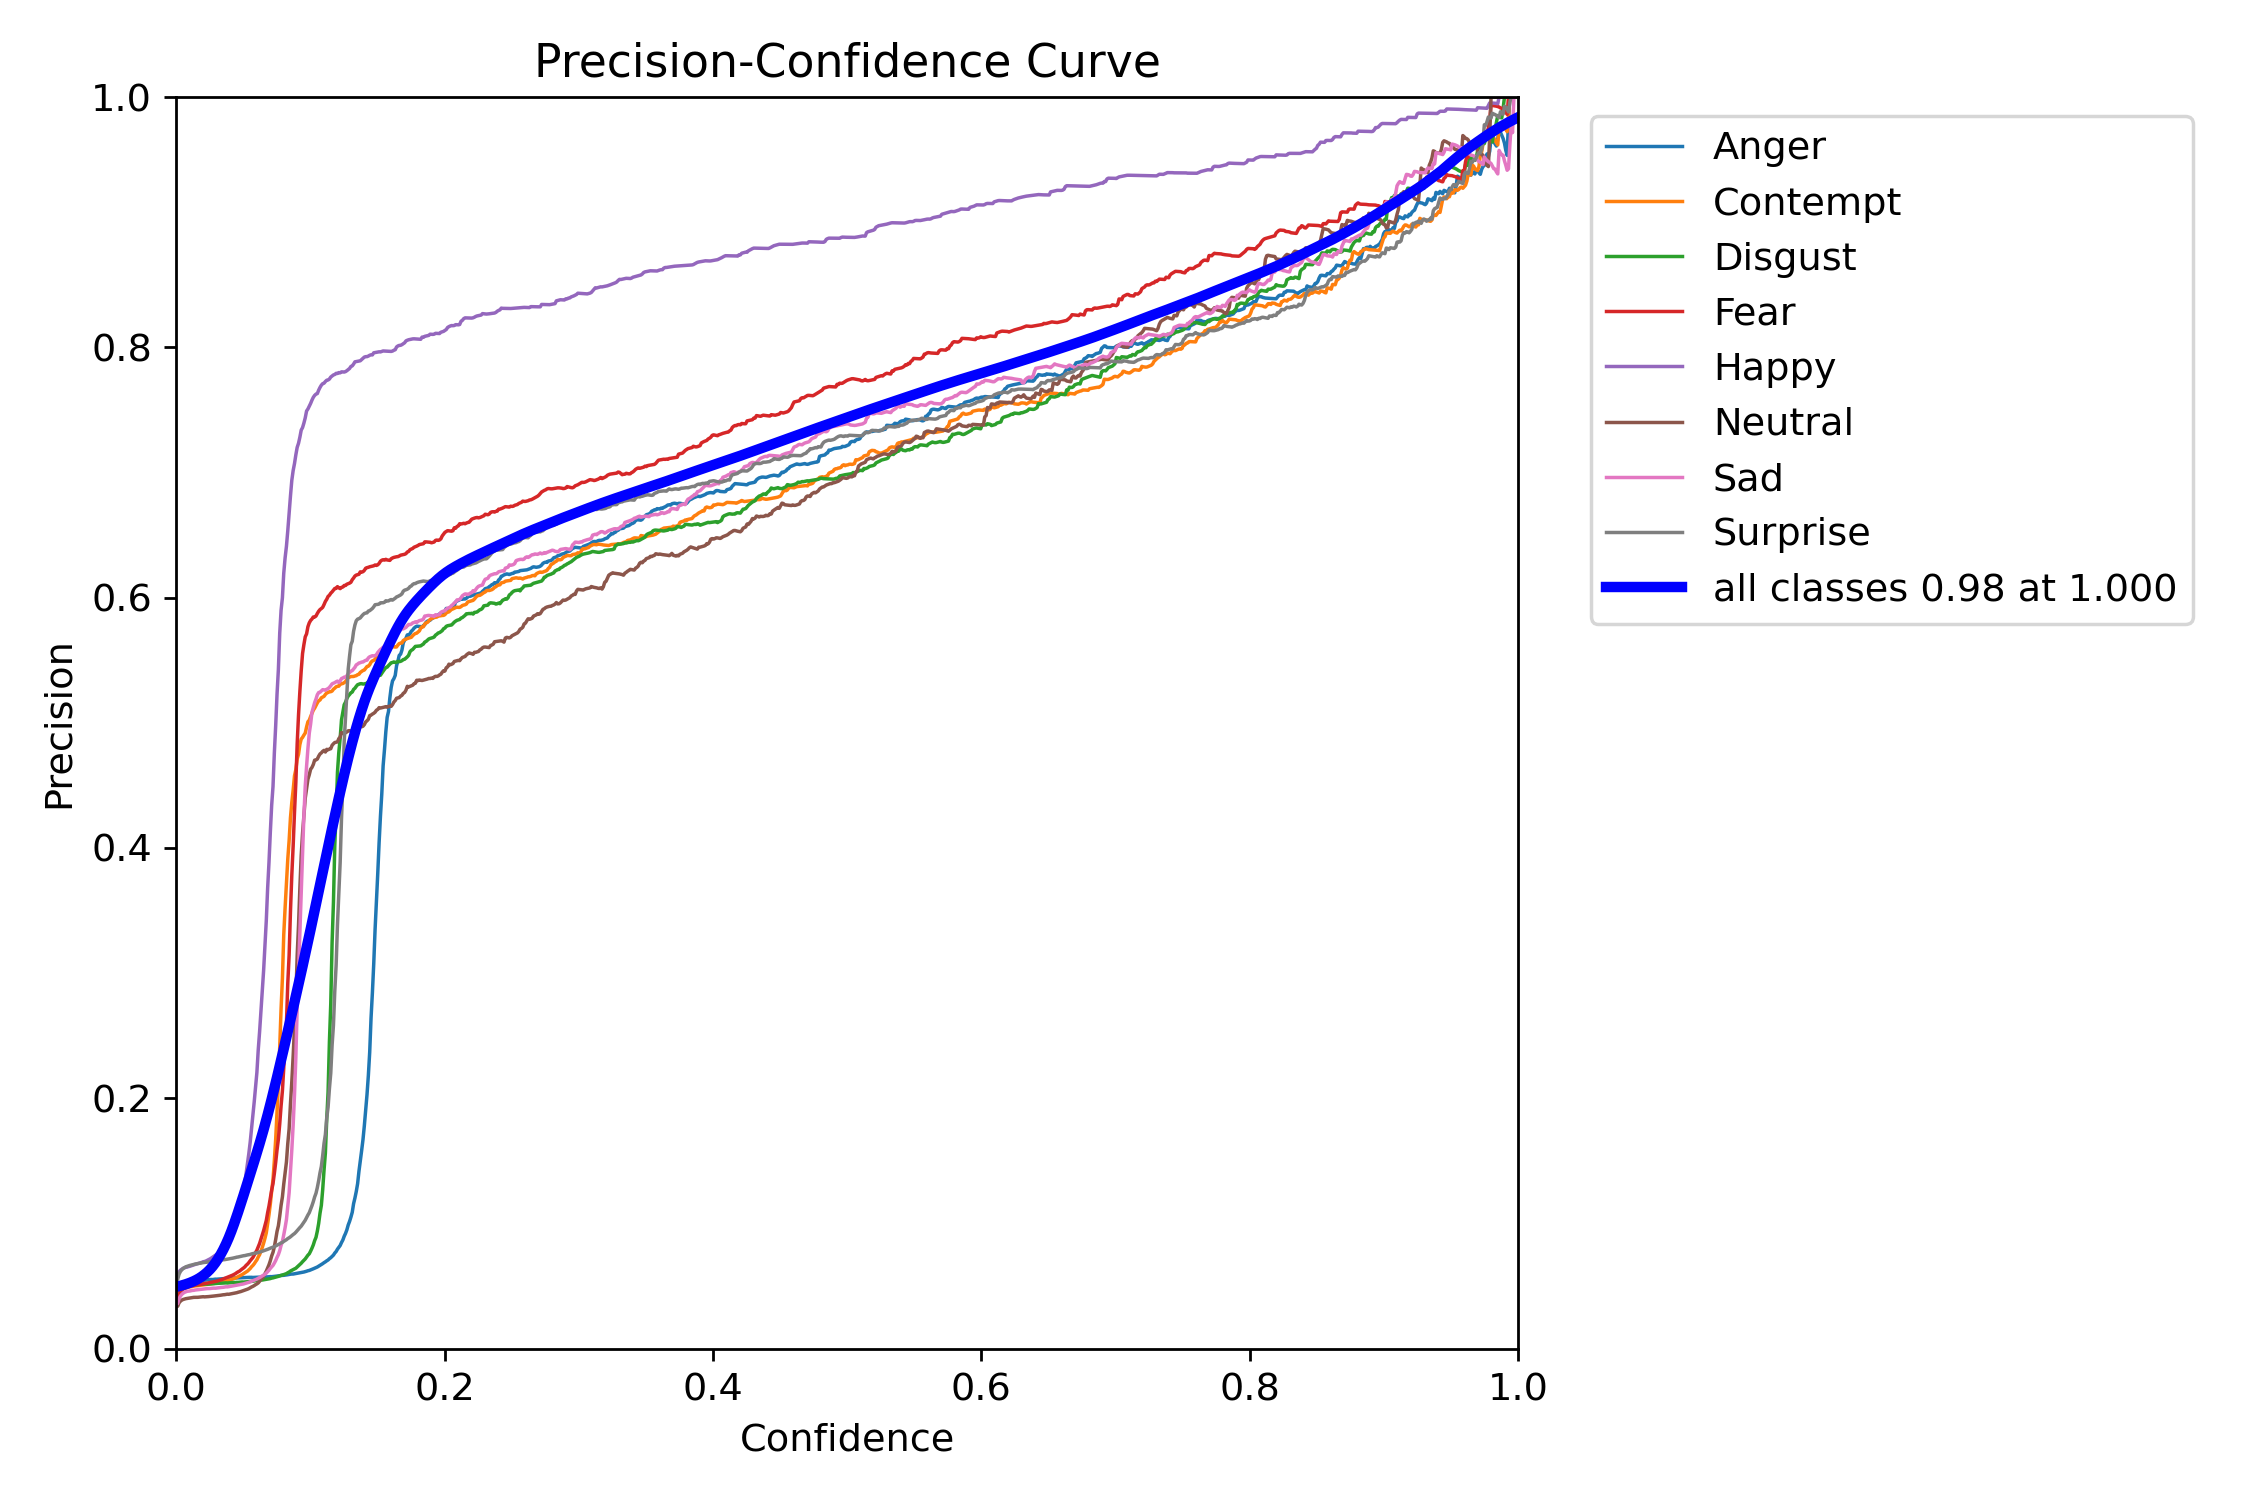 Precision-Confidence Curve
1.0
0.8
0.6
0.4
0.2
0.0
Precision
0.0 0.2 0.4 0.6 0.8 1.0
Confidence
Anger
Contempt
Disgust
Fear
Happy
Neutral
Sad
Surprise
all classes 0.98 at 1.000